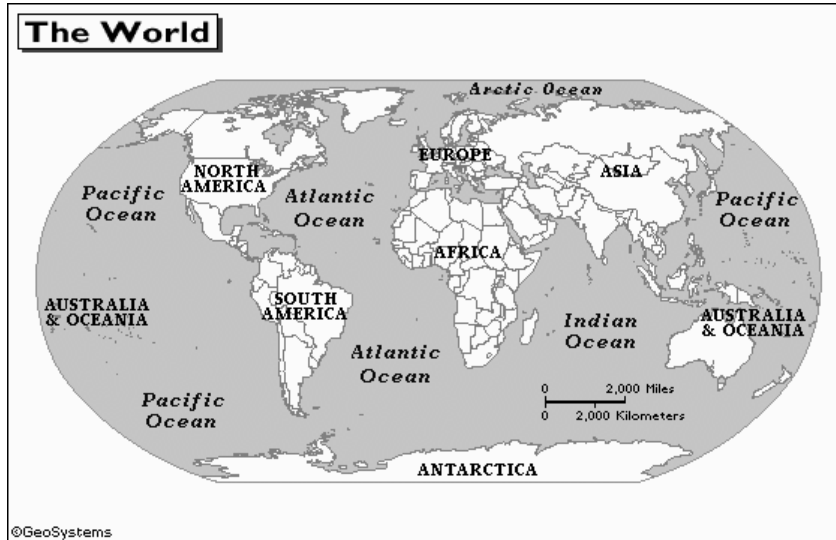 The World
Arctic Ocean
EUROPE
ASIA
NORTH
AMERICA
Pacific
Ocean
Atlantic
Ocean
Pacific
Ocean
AFRICA
SOUTH
AMERICA
AUSTRALIA
& OCEANIA
Indian
Ocean
AUSTRALIA
& OCEANIA
Atlantic
Ocean
0 2,000 Miles
0 2,000 Kilometers
Pacific
Ocean
ANTARCTICA
©GeoSystems